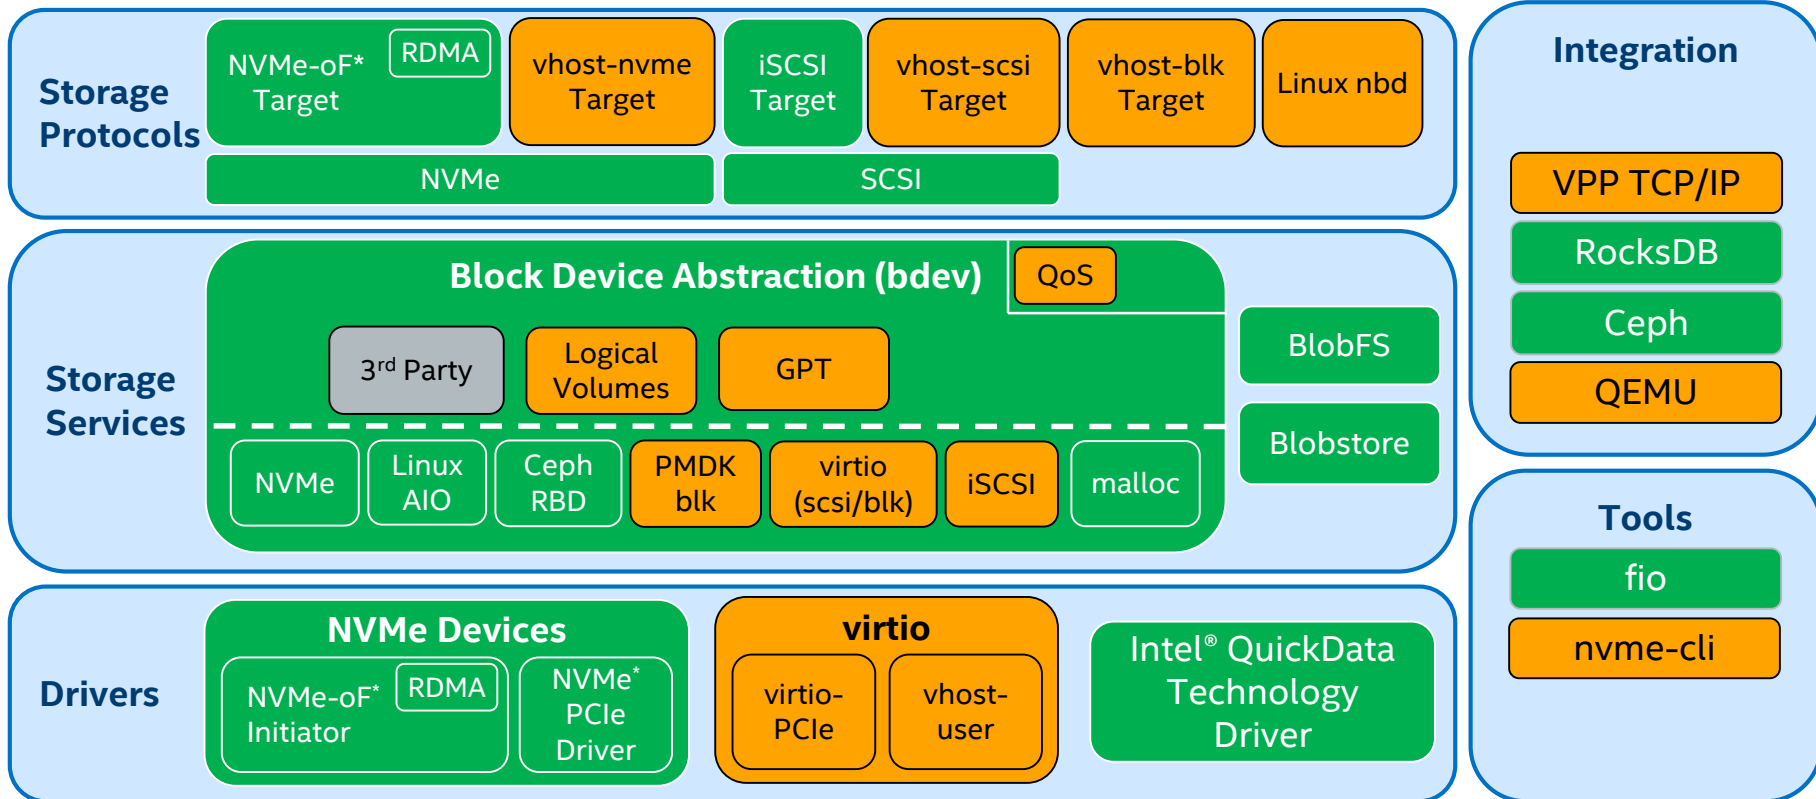 Storage
Protocols
NVMe-oF*
Target
RDMA
vhost-nvme
Target
iSCSI
Target
vhost-scsi
Target
vhost-blk
Target
Linux nbd
NVMe
SCSI
Storage
Services
Block Device Abstraction (bdev)
QoS
3rd Party
Logical
Volumes
GPT
NVMe
Linux
AIO
Ceph
RBD
PMDK
blk
virtio
(scsi/blk)
iSCSI
malloc
BlobFS
Blobstore
Drivers
NVMe Devices
NVMe-oF*
Initiator
RDMA
NVMe*
PCIe
Driver
virtio
virtio-
PCIe
vhost-
user
Intel® QuickData
Technology
Driver
Integration
VPP TCP/IP
RocksDB
Ceph
QEMU
Tools
fio
nvme-cli